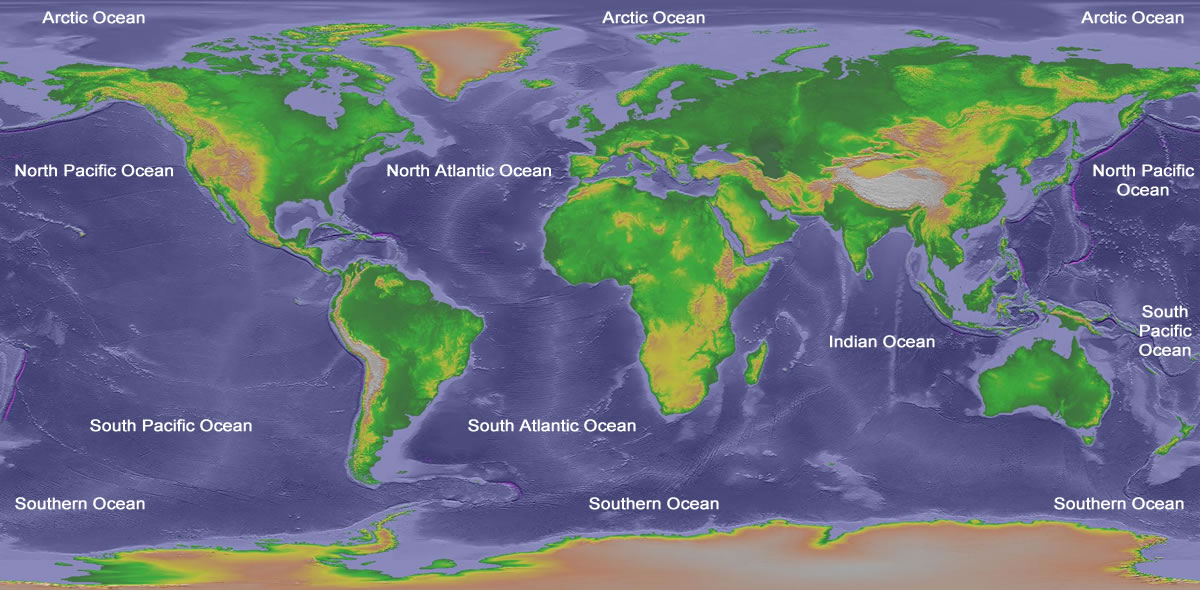 Arctic Ocean
Arctic Ocean
Arctic Ocean
North Pacific Ocean
North Atlantic Ocean
North Pacific
Ocean
South
Pacific
Ocean
Indian Ocean
South Pacific Ocean
South Atlantic Ocean
Southern Ocean
Southern Ocean
Southern Ocean